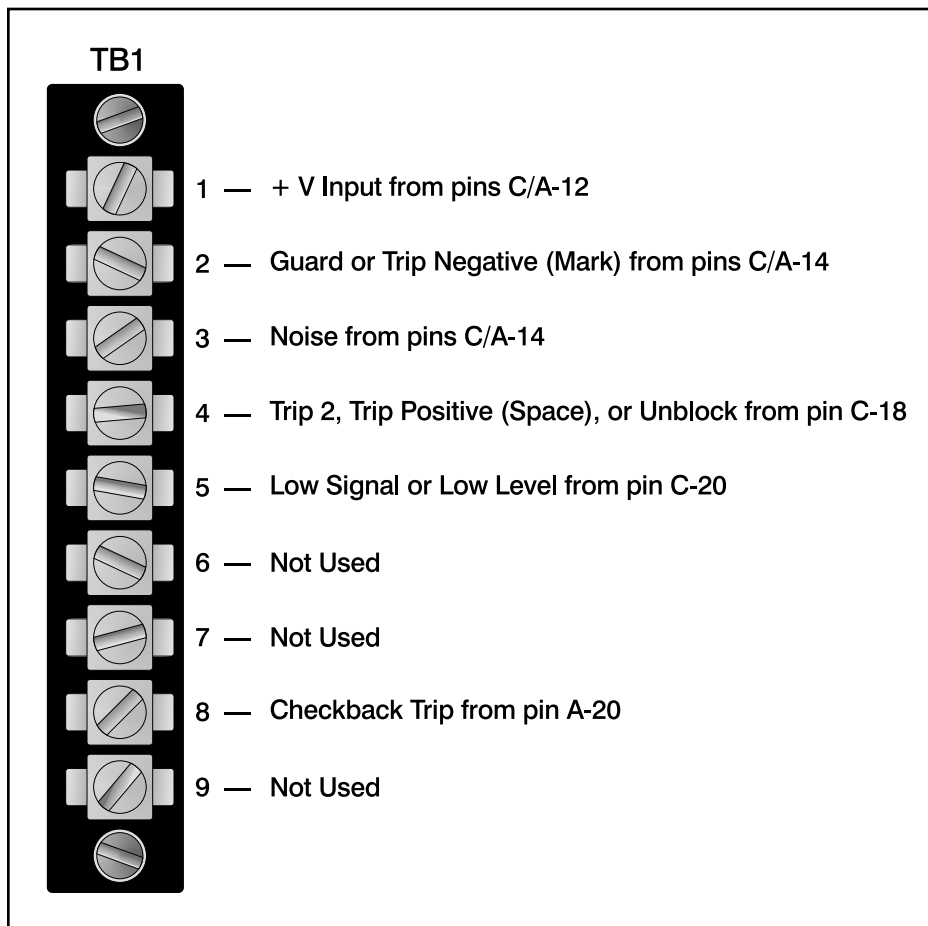 TB1
1 — + V Input from pins C/A-12
2 — Guard or Trip Negative (Mark) from pins C/A-14
3 — Noise from pins C/A-14
4 — Trip 2, Trip Positive (Space), or Unblock from pin C-18
5 — Low Signal or Low Level from pin C-20
6 — Not Used
7 — Not Used
8 — Checkback Trip from pin A-20
9 — Not Used